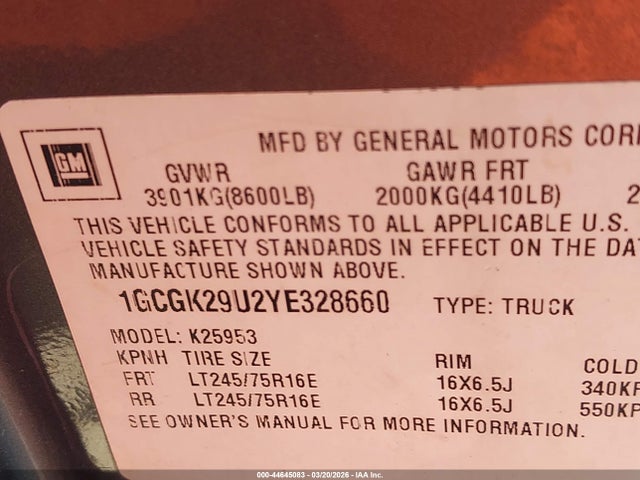 MFD BY GENERAL MOTORS COR
GM
GVWR GAWR FRT
3901KG(8600LB) 2000KG(4410LB) 2
THIS VEHICLE CONFORMS TO ALL APPLICABLE U.S.
VEHICLE SAFETY STANDARDS IN EFFECT ON THE DA
MANUFACTURE SHOWN ABOVE.
1GCGK29U2YE328660 TYPE: TRUCK
MODEL: K25953
KPNH TIRE SIZE RIM COLD
FRT LT245/75R16E 16X6.5J 340KP
RR LT245/75R16E 16X6.5J 550KP
SEE OWNER'S MANUAL FOR MORE INFORMATION.
000-44645083 - 03/20/2026 - IAA Inc.